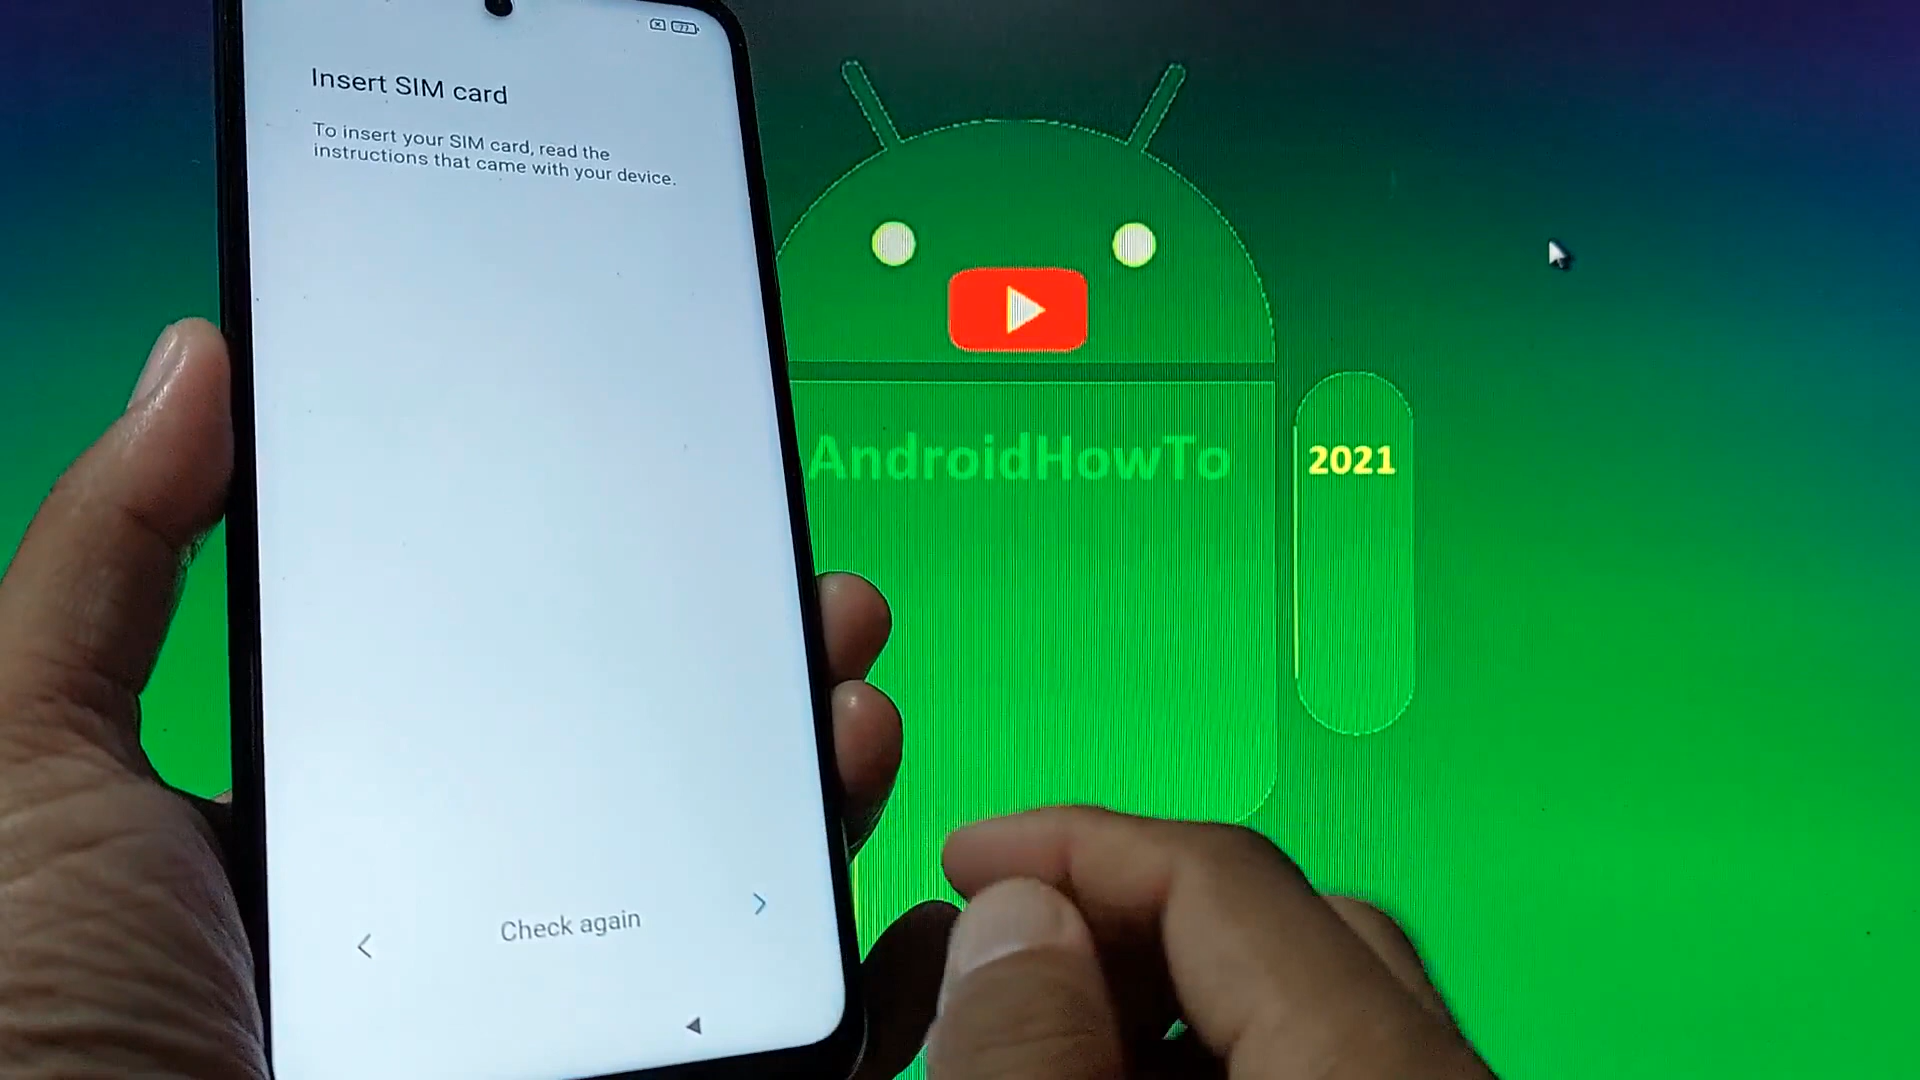 77
Insert SIM card
To insert your SIM card, read the
instructions that came with your device.
Check again
AndroidHowTo
2021